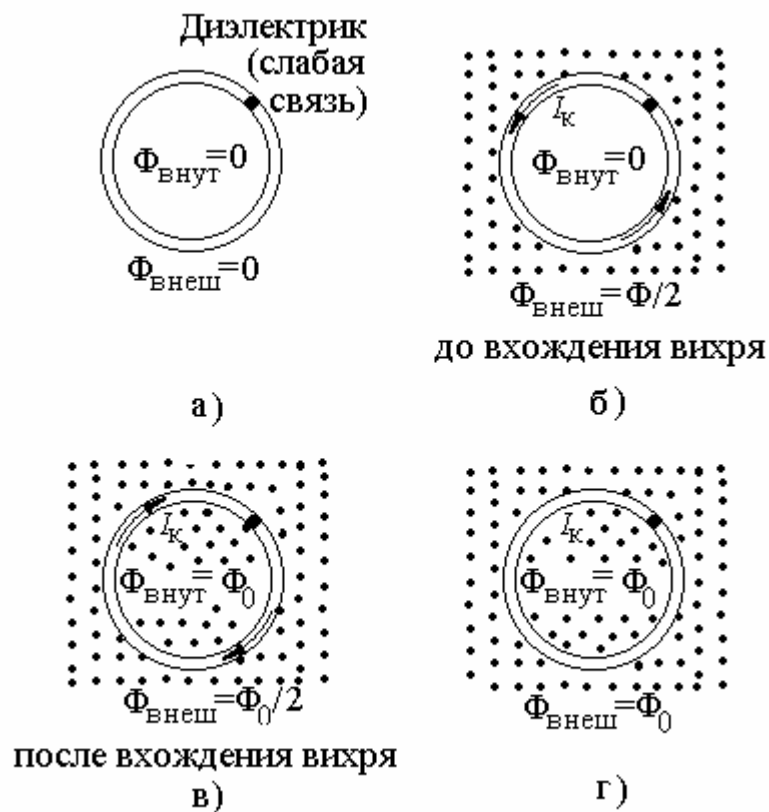 Диэлектрик
(слабая
связь)
Φвнут=0
Φвнеш=0
а)
Iк
Φвнут=0
Φвнеш=Φ/2
до вхождения вихря
б)
Iк
Φвнут=Φ0
Φвнеш=Φ0/2
после вхождения вихря
в)
Iк
Φвнут=Φ0
Φвнеш=Φ0
г)